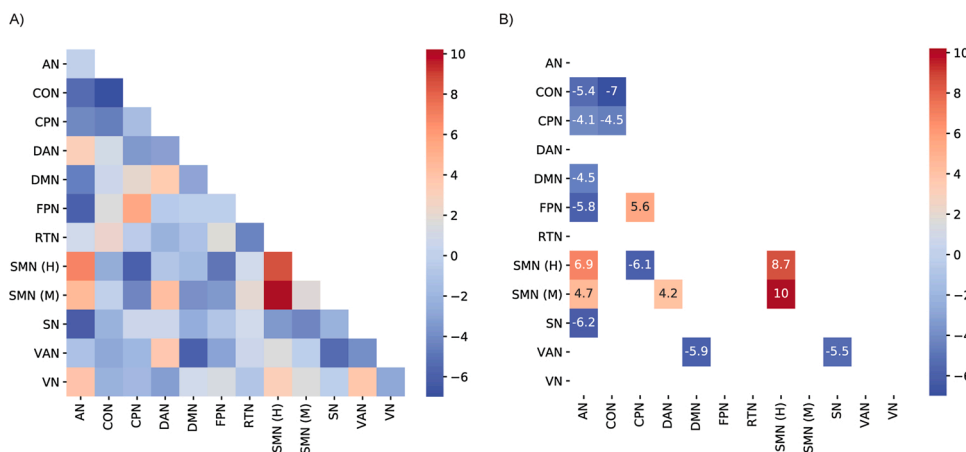 A)
AN
CON
CPN
DAN
DMN
FPN
RTN
SMN (H)
SMN (M)
SN
VAN
VN
AN
CON
CPN
DAN
DMN
FPN
RTN
SMN (H)
SMN (M)
SN
VAN
VN
10
8
6
4
2
0
−2
−4
−6
B)
AN
CON -5.4 -7
CPN -4.1 -4.5
DAN
DMN -4.5
FPN -5.8 5.6
RTN
SMN (H) 6.9 -6.1 8.7
SMN (M) 4.7 4.2 10
SN -6.2
VAN -5.9 -5.5
VN
AN
CON
CPN
DAN
DMN
FPN
RTN
SMN (H)
SMN (M)
SN
VAN
VN
10
8
6
4
2
0
−2
−4
−6